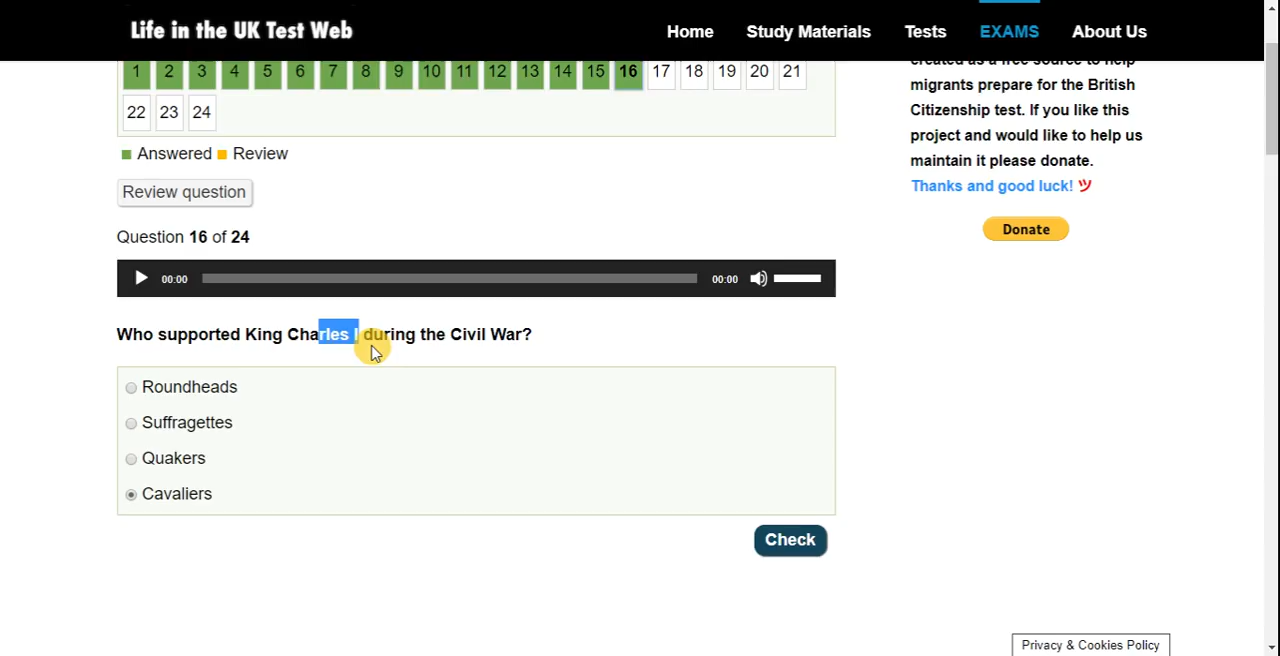 Life in the UK Test Web
Home Study Materials Tests EXAMS About Us
1 2 3 4 5 6 7 8 9 10 11 12 13 14 15 16 17 18 19 20 21
22 23 24
Answered Review
Review question
Question 16 of 24
00:00 00:00
Who supported King Charles I during the Civil War?
Roundheads
Suffragettes
Quakers
Cavaliers
Check
created as a free source to help
migrants prepare for the British
Citizenship test. If you like this
project and would like to help us
maintain it please donate.
Thanks and good luck! ツ
Donate
Privacy & Cookies Policy